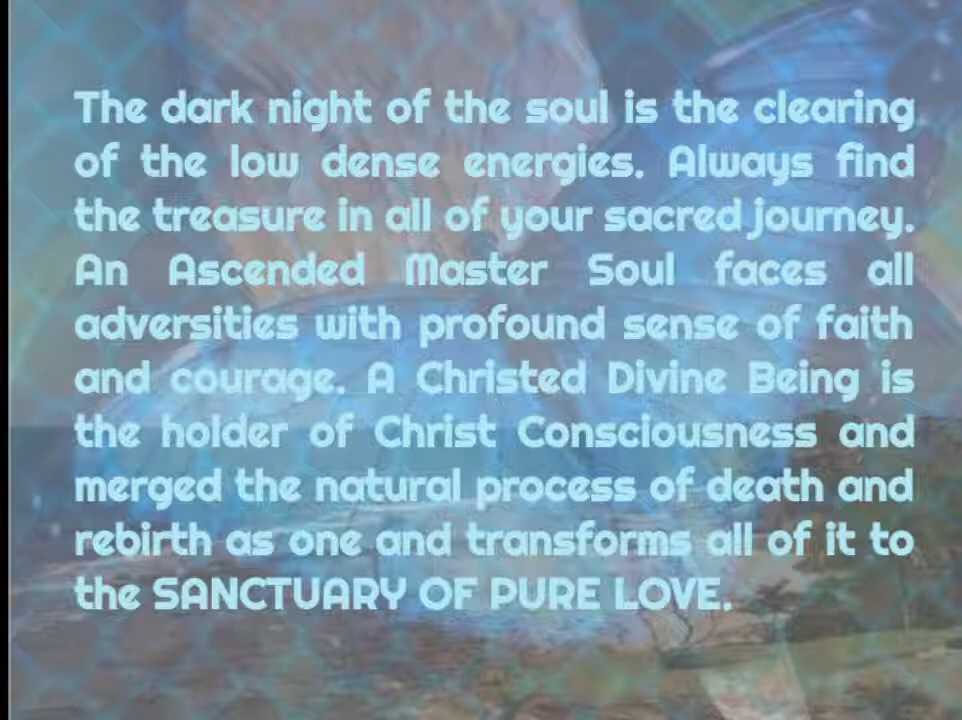 The dark night of the soul is the clearing
of the low dense energies. Always find
the treasure in all of your sacred journey.
An Ascended Master Soul faces all
adversities with profound sense of faith
and courage. A Christed Divine Being is
the holder of Christ Consciousness and
merged the natural process of death and
rebirth as one and transforms all of it to
the SANCTUARY OF PURE LOVE.